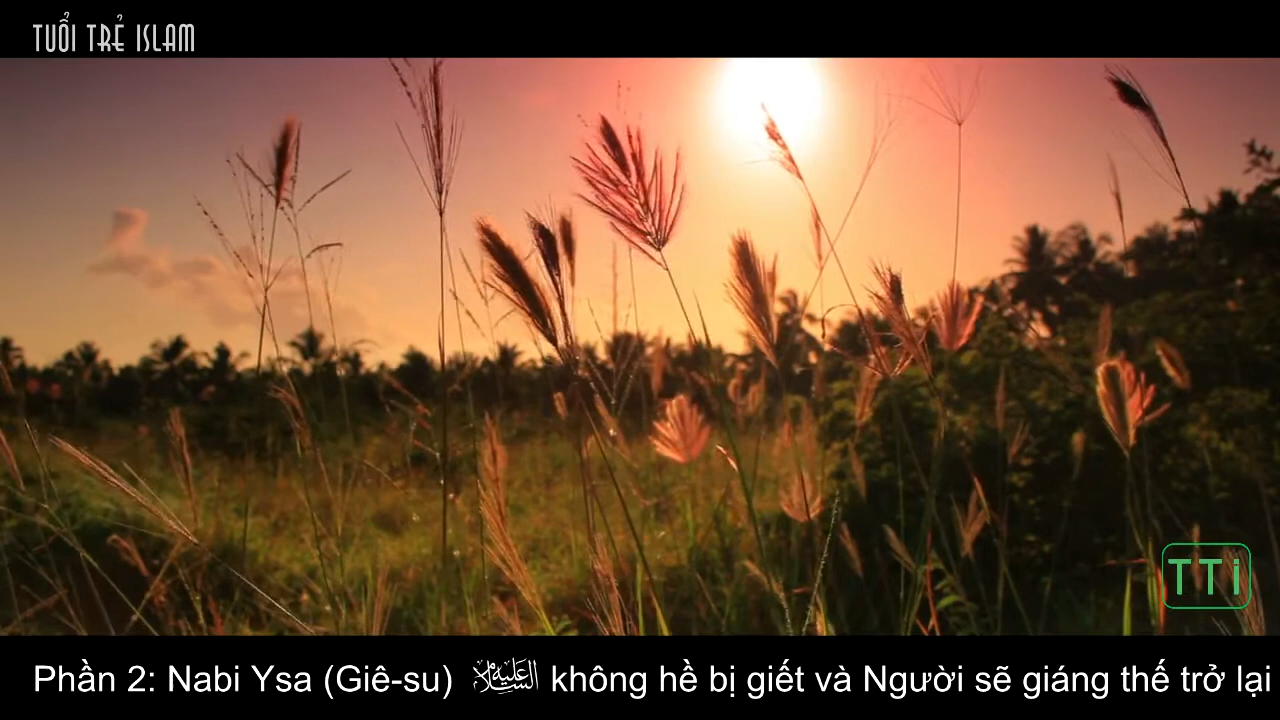 TUỔI TRẺ ISLAM
TTi
Phần 2: Nabi Ysa (Giê-su) عليه السلام không hề bị giết và Người sẽ giáng thế trở lại